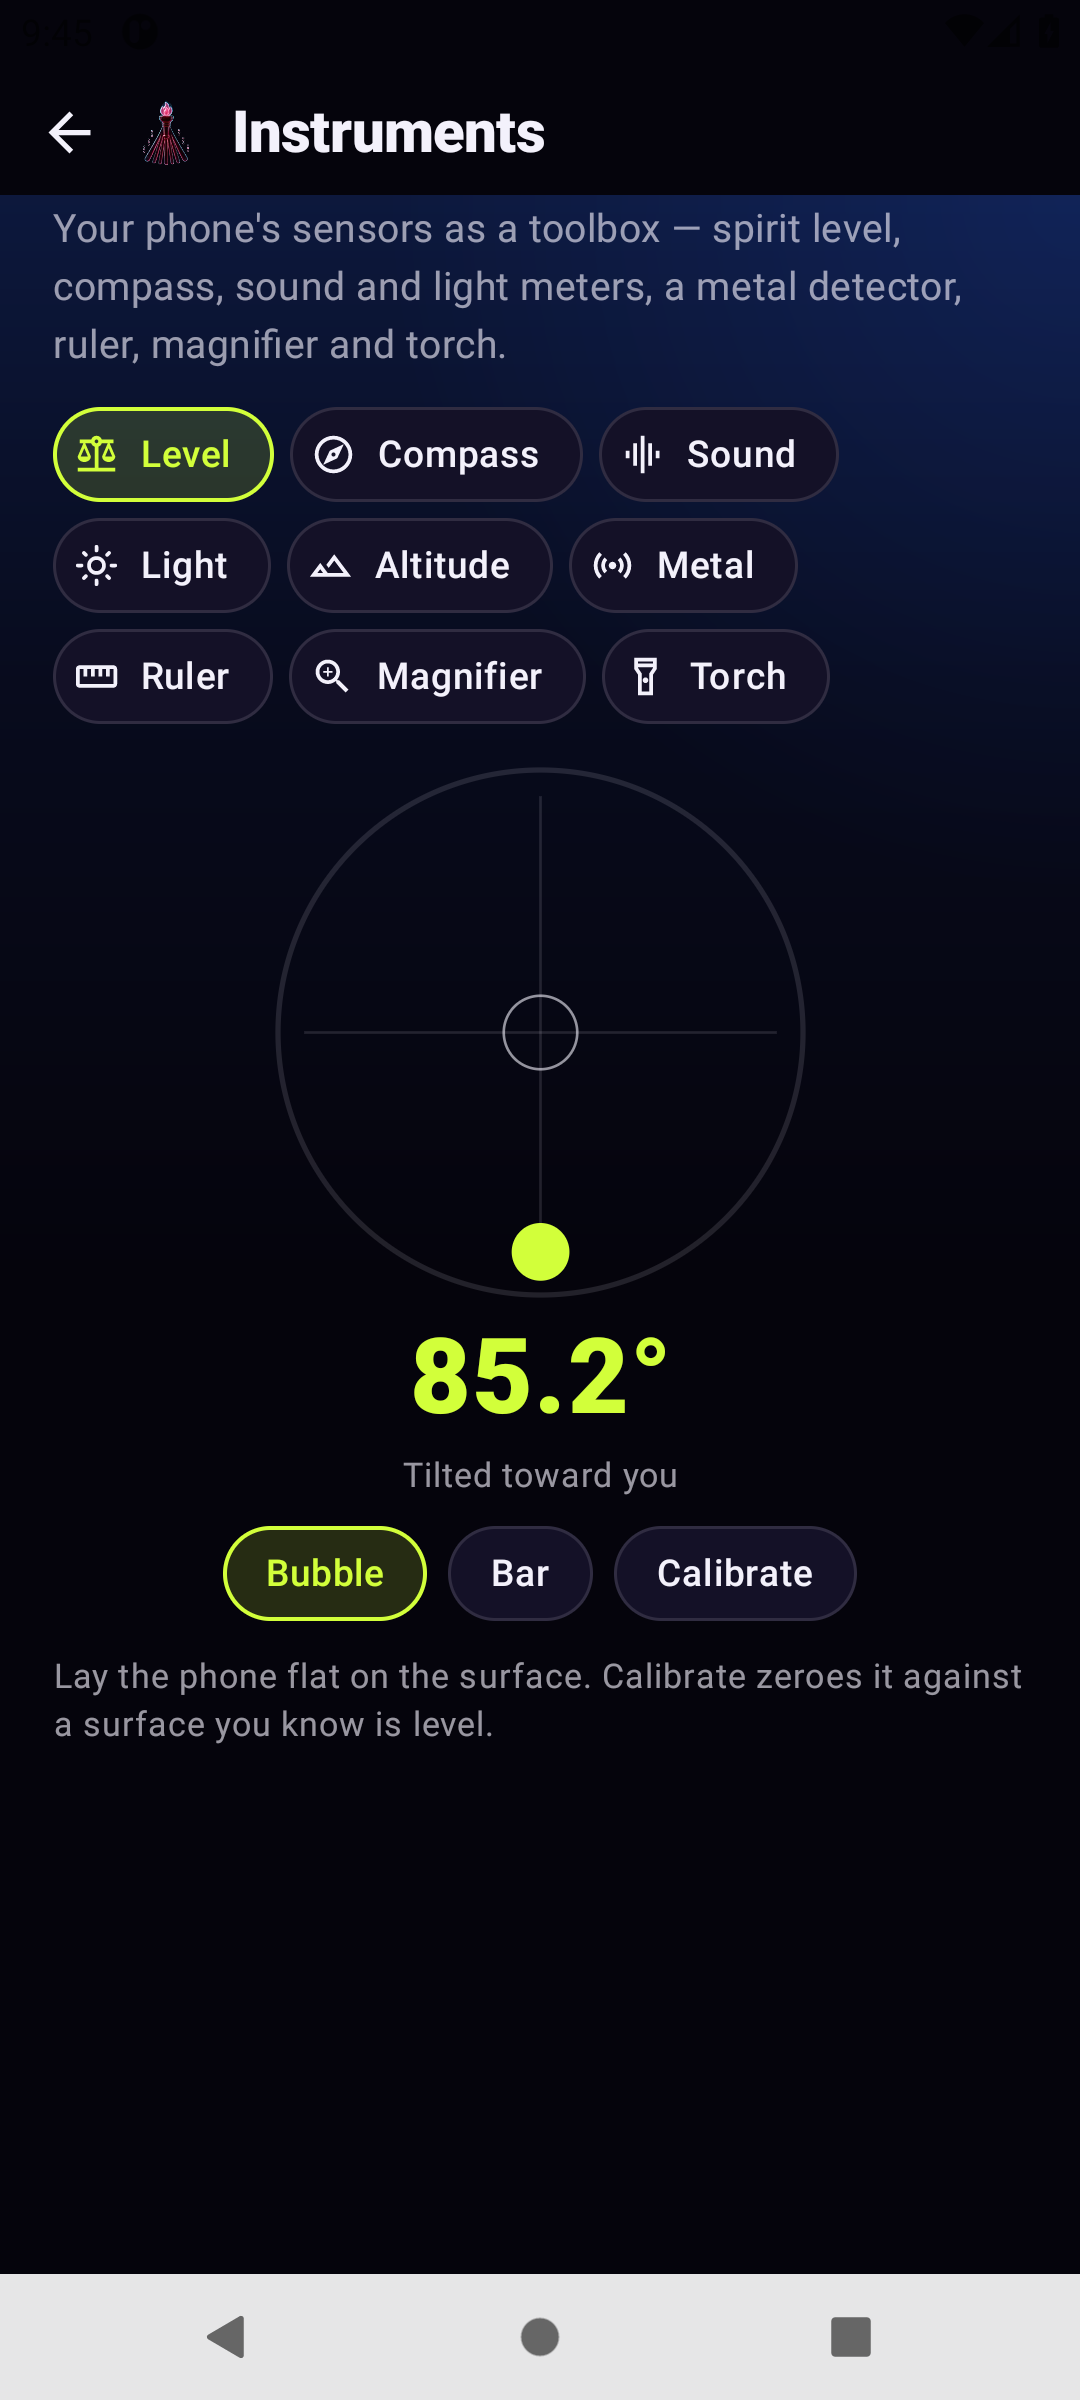 9:45
Instruments
Your phone's sensors as a toolbox — spirit level,
compass, sound and light meters, a metal detector,
ruler, magnifier and torch.
Level
Compass
Sound
Light
Altitude
Metal
Ruler
Magnifier
Torch
85.2°
Tilted toward you
Bubble
Bar
Calibrate
Lay the phone flat on the surface. Calibrate zeroes it against
a surface you know is level.